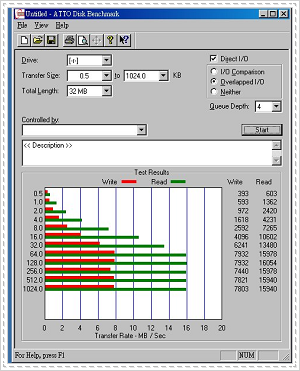 Untitled - ATTO Disk Benchmark
File View Help
Drive: [-i-] Direct I/O
Transfer Size: 0.5 to 1024.0 KB I/O Comparison
Overlapped I/O
Total Length: 32 MB Neither
Queue Depth: 4
Controlled by: Start
<< Description >>
Test Results
Write Read Write Read
0.5 393 603
1.0 593 1362
2.0 972 2420
4.0 1618 4231
8.0 2592 7265
16.0 4096 10602
32.0 6241 13480
64.0 7932 15978
128.0 7932 16054
256.0 7440 15978
512.0 7821 15940
1024.0 7803 15940
0 2 4 6 8 10 12 14 16 18 20
Transfer Rate - MB / Sec
For Help, press F1 NUM